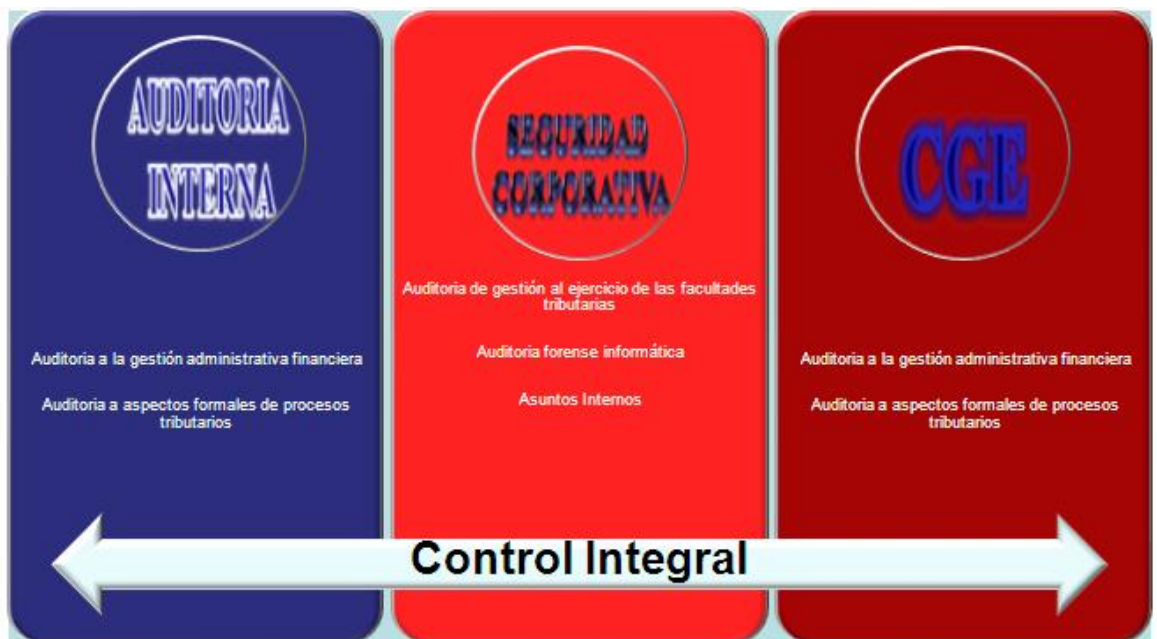 AUDITORIA
INTERNA
Auditoria a la gestión administrativa financiera
Auditoria a aspectos formales de procesos
tributarios
SEGURIDAD
CORPORATIVA
Auditoria de gestión al ejercicio de las facultades
tributarias
Auditoria forense informática
Asuntos Internos
CGE
Auditoria a la gestión administrativa financiera
Auditoria a aspectos formales de procesos
tributarios
Control Integral